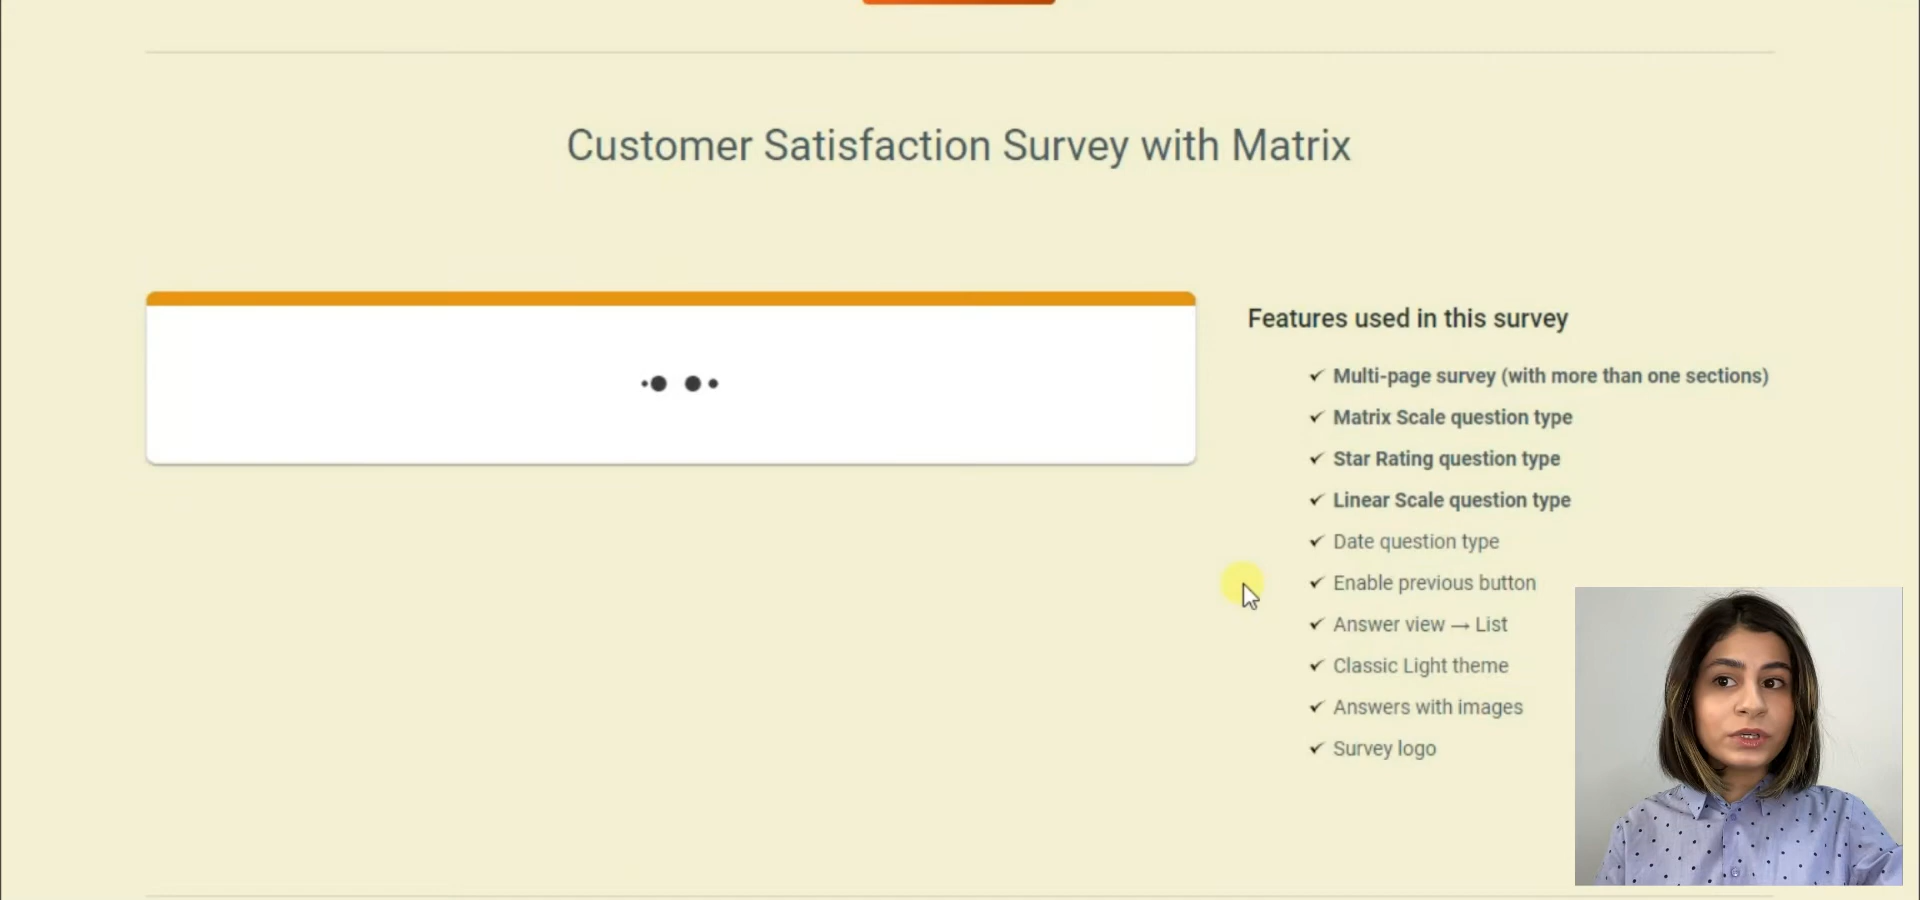 Customer Satisfaction Survey with Matrix
Features used in this survey
Multi-page survey (with more than one sections)
Matrix Scale question type
Star Rating question type
Linear Scale question type
Date question type
Enable previous button
Answer view → List
Classic Light theme
Answers with images
Survey logo